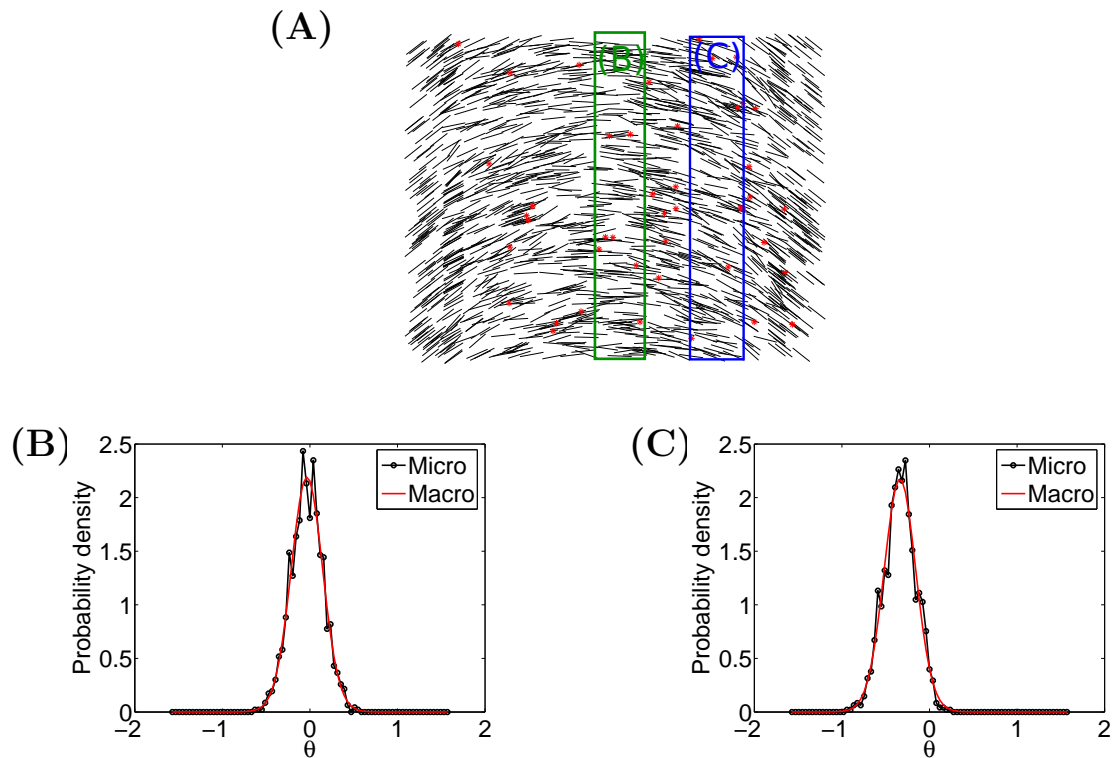 (A)
(B) (C)
(B)
2.5
2
1.5
1
0.5
0
−2 −1 0 1 2
θ
Probability density
Micro
Macro
(C)
2.5
2
1.5
1
0.5
0
−2 −1 0 1 2
θ
Probability density
Micro
Macro